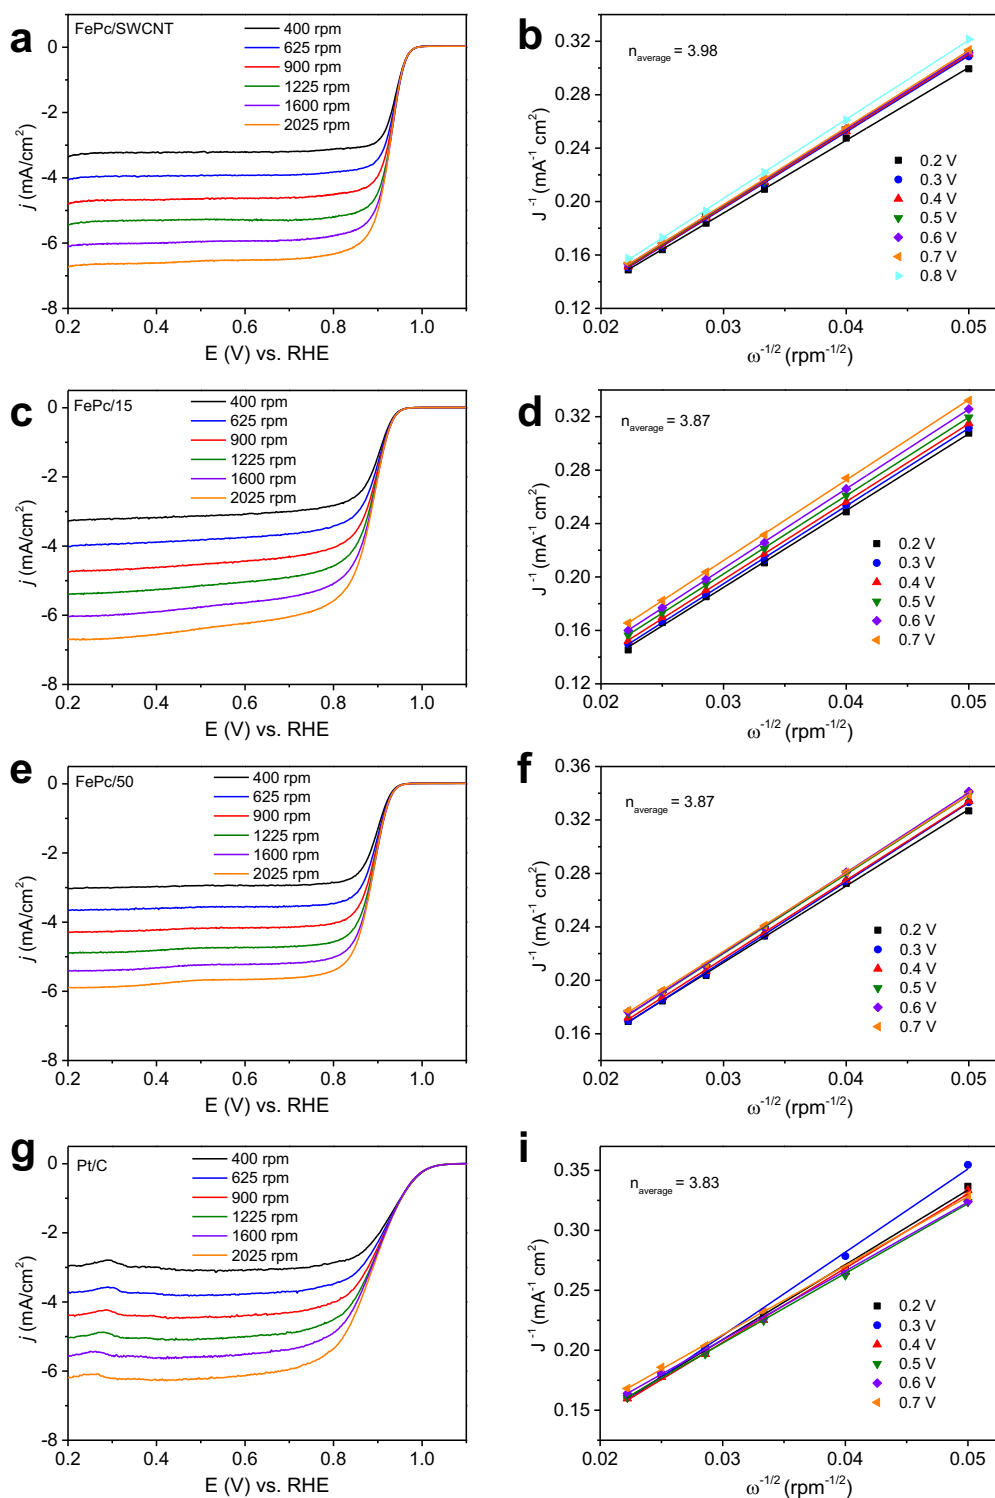 a
FePc/SWCNT
400 rpm
625 rpm
900 rpm
1225 rpm
1600 rpm
2025 rpm
0
-2
-4
-6
-8
j (mA/cm²)
0.2 0.4 0.6 0.8 1.0
E (V) vs. RHE
b
n average = 3.98
0.32
0.28
0.24
0.20
0.16
0.12
J⁻¹ (mA⁻¹ cm²)
0.2 V
0.3 V
0.4 V
0.5 V
0.6 V
0.7 V
0.8 V
0.02 0.03 0.04 0.05
ω⁻¹/² (rpm⁻¹/²)
c
FePc/15
400 rpm
625 rpm
900 rpm
1225 rpm
1600 rpm
2025 rpm
0
-2
-4
-6
-8
j (mA/cm²)
0.2 0.4 0.6 0.8 1.0
E (V) vs. RHE
d
n average = 3.87
0.32
0.28
0.24
0.20
0.16
0.12
J⁻¹ (mA⁻¹ cm²)
0.2 V
0.3 V
0.4 V
0.5 V
0.6 V
0.7 V
0.02 0.03 0.04 0.05
ω⁻¹/² (rpm⁻¹/²)
e
FePc/50
400 rpm
625 rpm
900 rpm
1225 rpm
1600 rpm
2025 rpm
0
-2
-4
-6
-8
j (mA/cm²)
0.2 0.4 0.6 0.8 1.0
E (V) vs. RHE
f
n average = 3.87
0.36
0.32
0.28
0.24
0.20
0.16
J⁻¹ (mA⁻¹ cm²)
0.2 V
0.3 V
0.4 V
0.5 V
0.6 V
0.7 V
0.02 0.03 0.04 0.05
ω⁻¹/² (rpm⁻¹/²)
g
Pt/C
400 rpm
625 rpm
900 rpm
1225 rpm
1600 rpm
2025 rpm
0
-2
-4
-6
-8
j (mA/cm²)
0.2 0.4 0.6 0.8 1.0
E (V) vs. RHE
i
n average = 3.83
0.35
0.30
0.25
0.20
0.15
J⁻¹ (mA⁻¹ cm²)
0.2 V
0.3 V
0.4 V
0.5 V
0.6 V
0.7 V
0.02 0.03 0.04 0.05
ω⁻¹/² (rpm⁻¹/²)